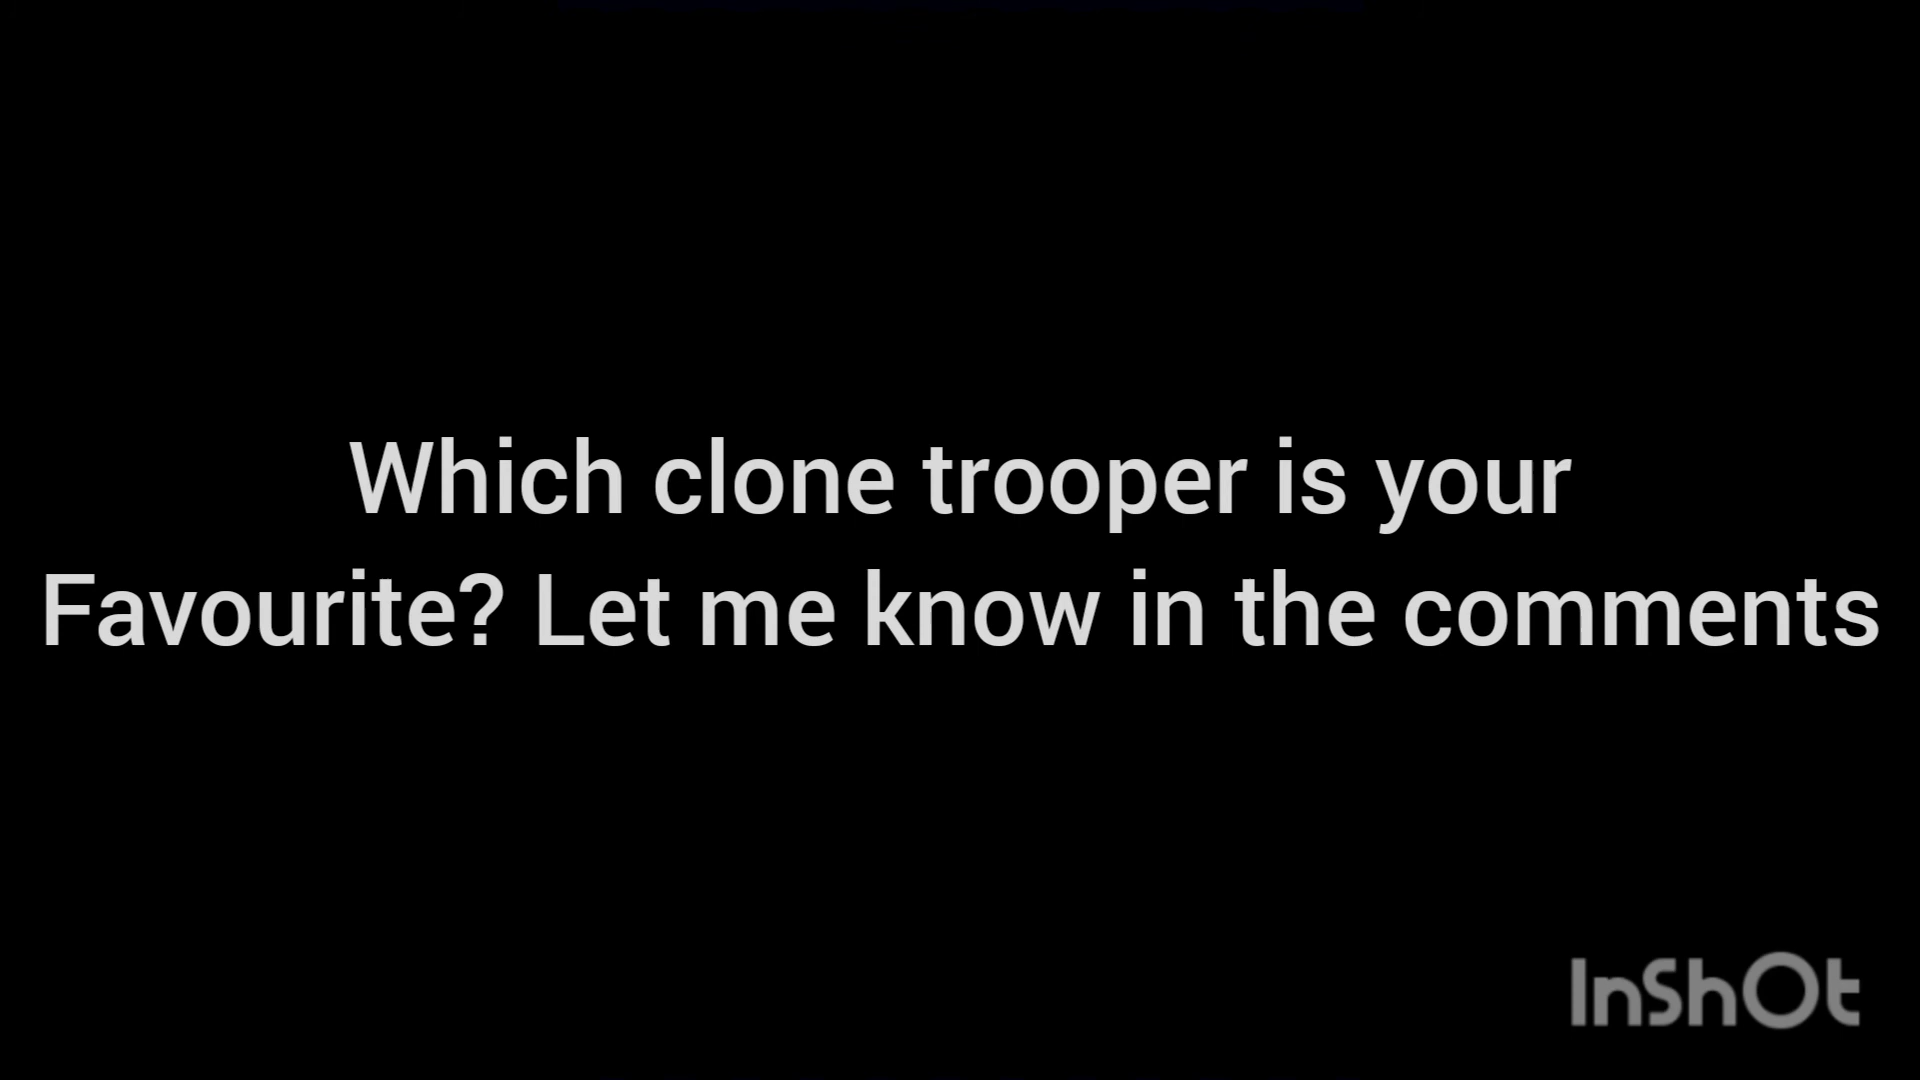 Which clone trooper is your
Favourite? Let me know in the comments
InShOt